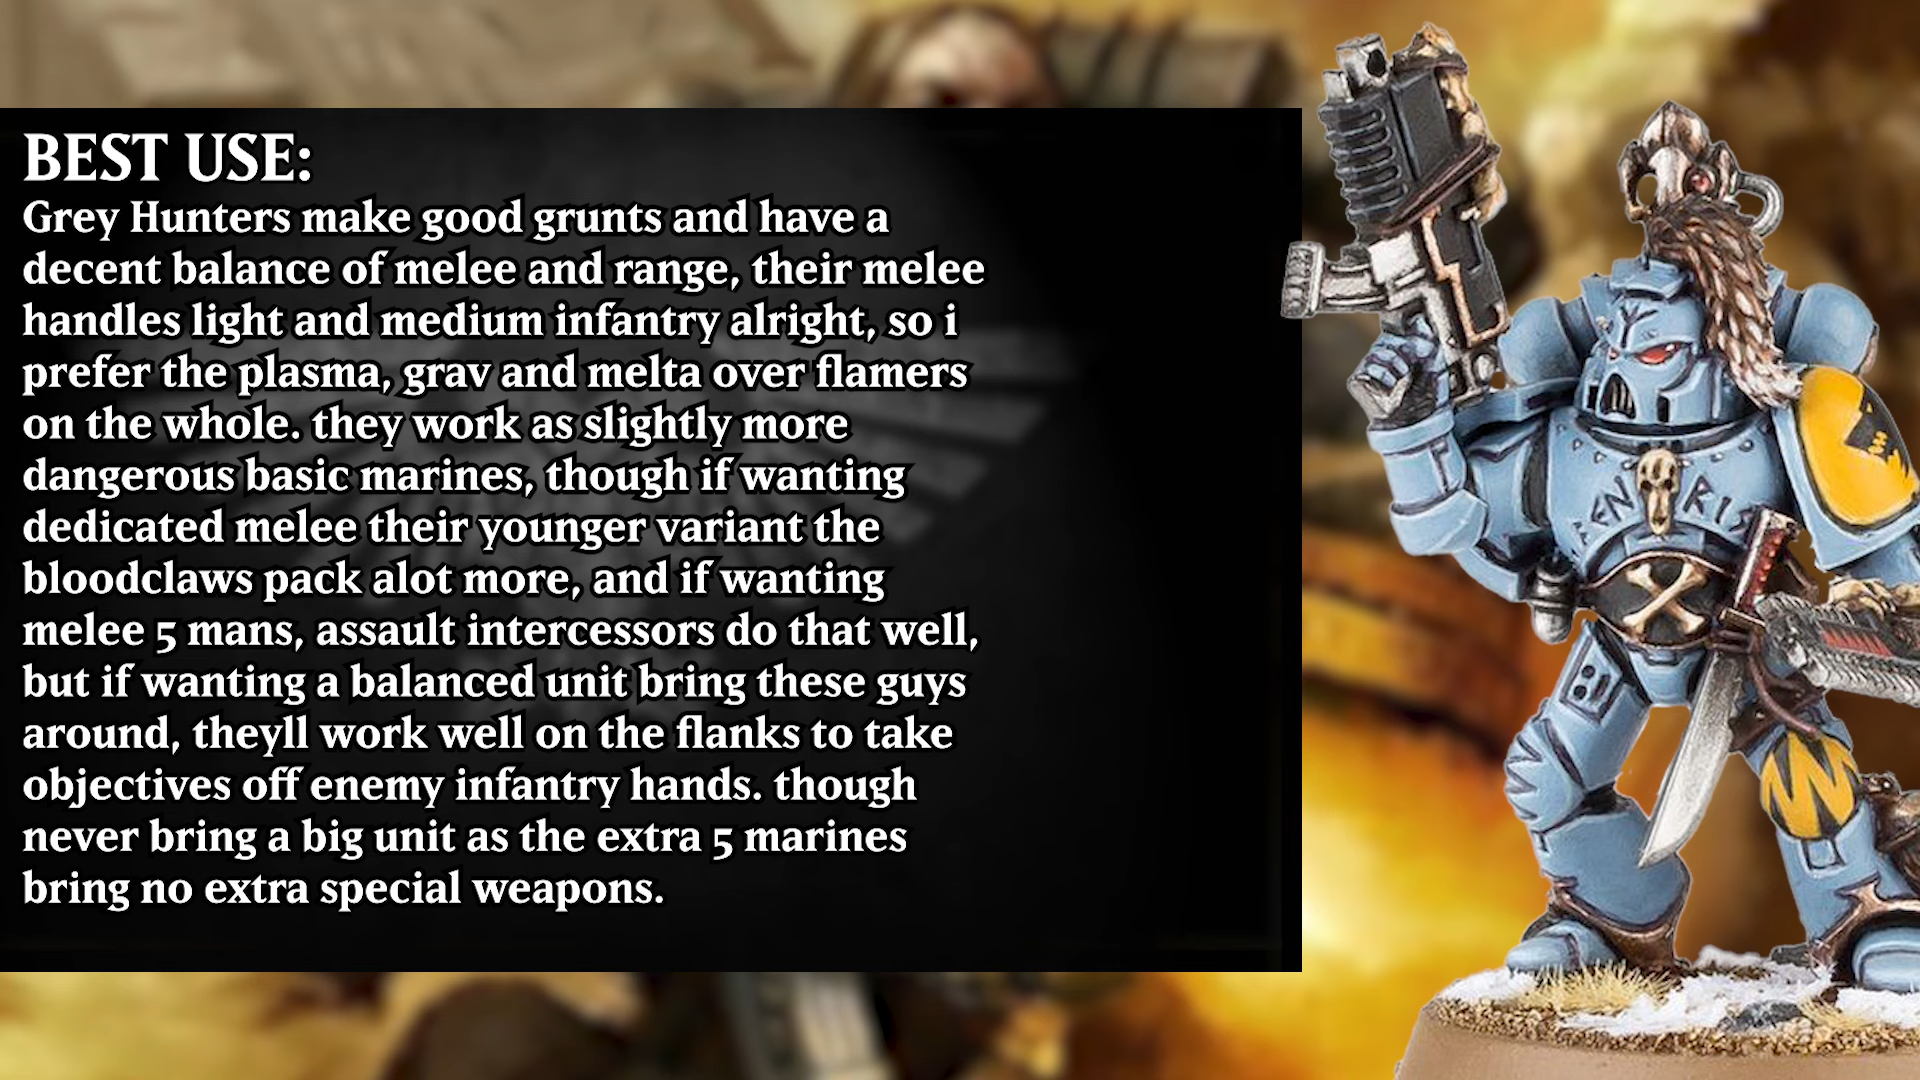 BEST USE:
Grey Hunters make good grunts and have a
decent balance of melee and range, their melee
handles light and medium infantry alright, so i
prefer the plasma, grav and melta over flamers
on the whole. they work as slightly more
dangerous basic marines, though if wanting
dedicated melee their younger variant the
bloodclaws pack alot more, and if wanting
melee 5 mans, assault intercessors do that well,
but if wanting a balanced unit bring these guys
around, theyll work well on the flanks to take
objectives off enemy infantry hands. though
never bring a big unit as the extra 5 marines
bring no extra special weapons.